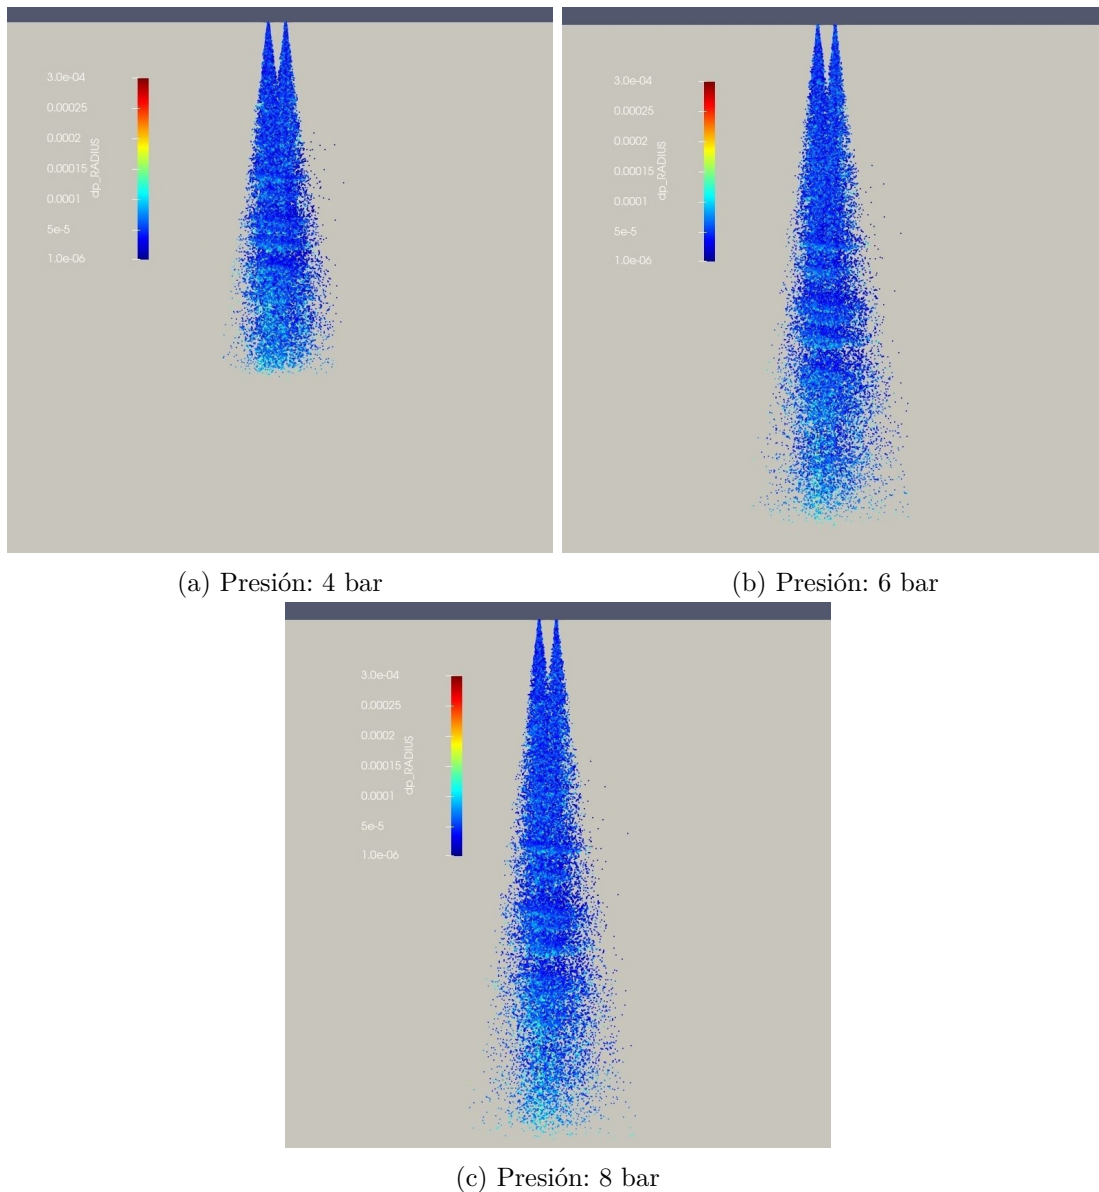 3.0e-04
0.00025
0.0002
0.00015
0.0001
5e-5
1.0e-06
dp_RADIUS
3.0e-04
0.00025
0.0002
0.00015
0.0001
5e-5
1.0e-06
dp_RADIUS
(a) Presión: 4 bar
(b) Presión: 6 bar
3.0e-04
0.00025
0.0002
0.00015
0.0001
5e-5
1.0e-06
dp_RADIUS
(c) Presión: 8 bar